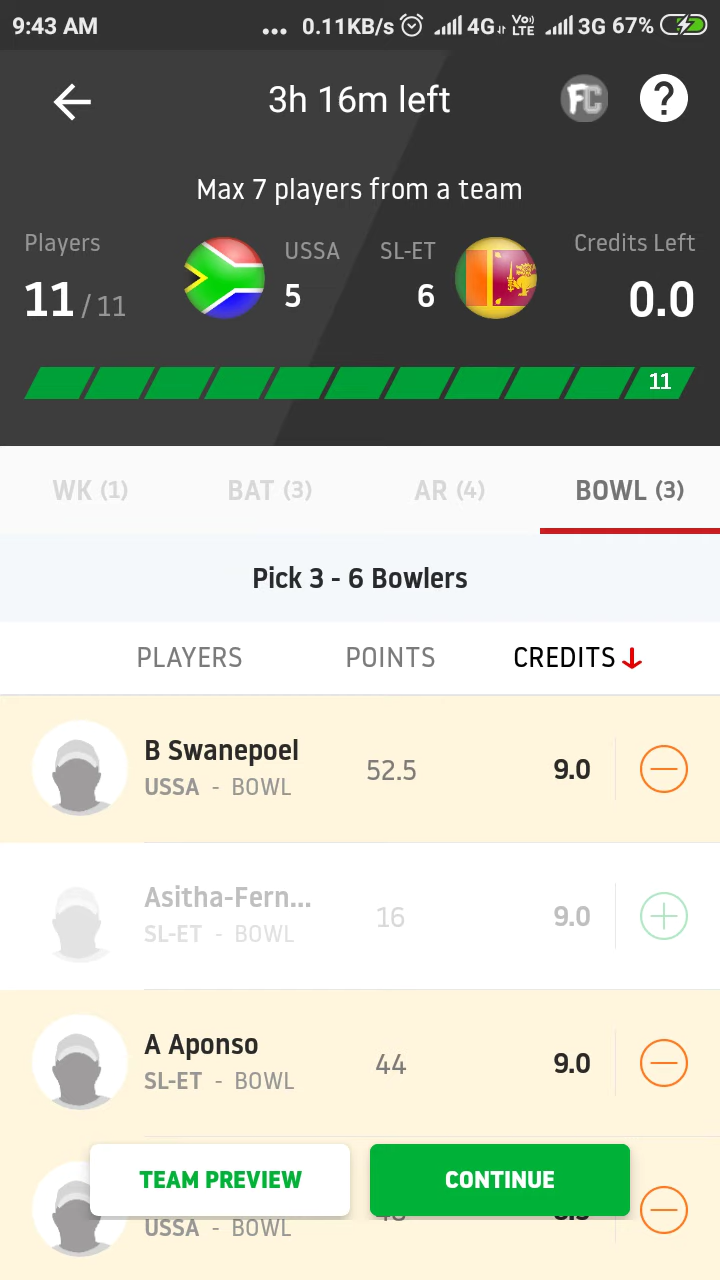 9:43 AM ... 0.11KB/s 4G VoLTE 3G 67%
3h 16m left FC ?
Max 7 players from a team
Players USSA SL-ET Credits Left
11 / 11 5 6 0.0
11
WK (1) BAT (3) AR (4) BOWL (3)
Pick 3 - 6 Bowlers
PLAYERS POINTS CREDITS
B Swanepoel
USSA - BOWL 52.5 9.0
Asitha-Fern...
SL-ET - BOWL 16 9.0
A Aponso
SL-ET - BOWL 44 9.0
TEAM PREVIEW CONTINUE
USSA - BOWL